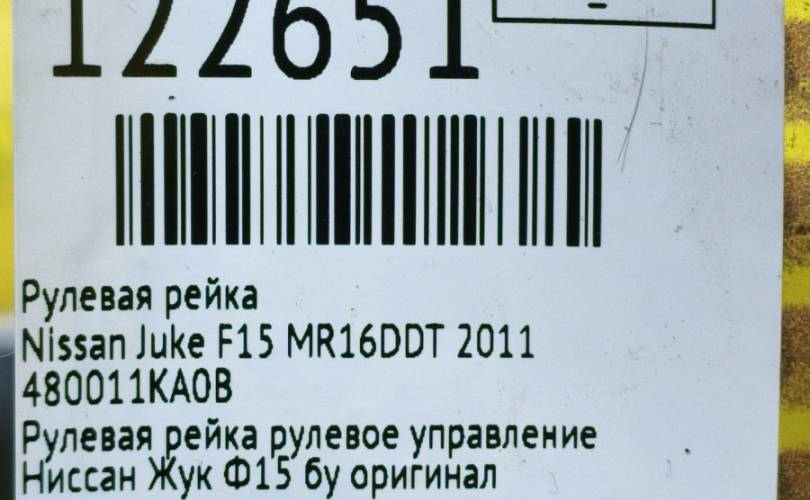 122651
Рулевая рейка
Nissan Juke F15 MR16DDT 2011
480011KA0B
Рулевая рейка рулевое управление
Ниссан Жук Ф15 бу оригинал